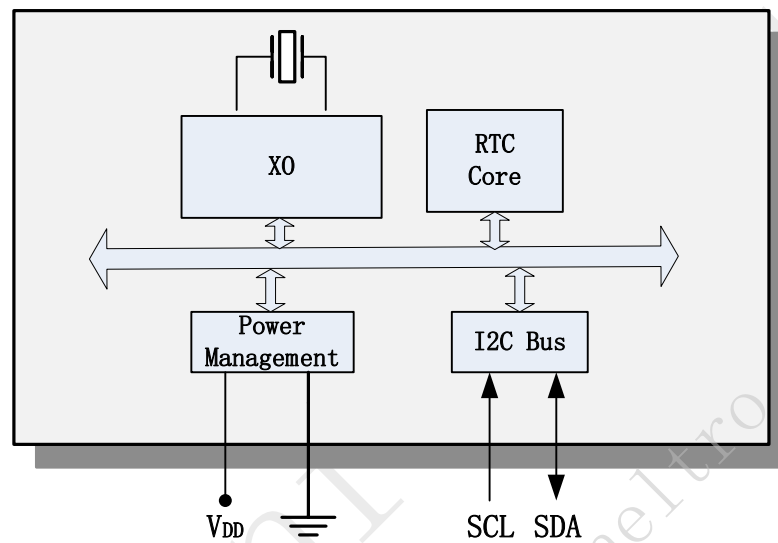 XO
RTC
Core
Power
Management
I2C Bus
VDD
SCL SDA